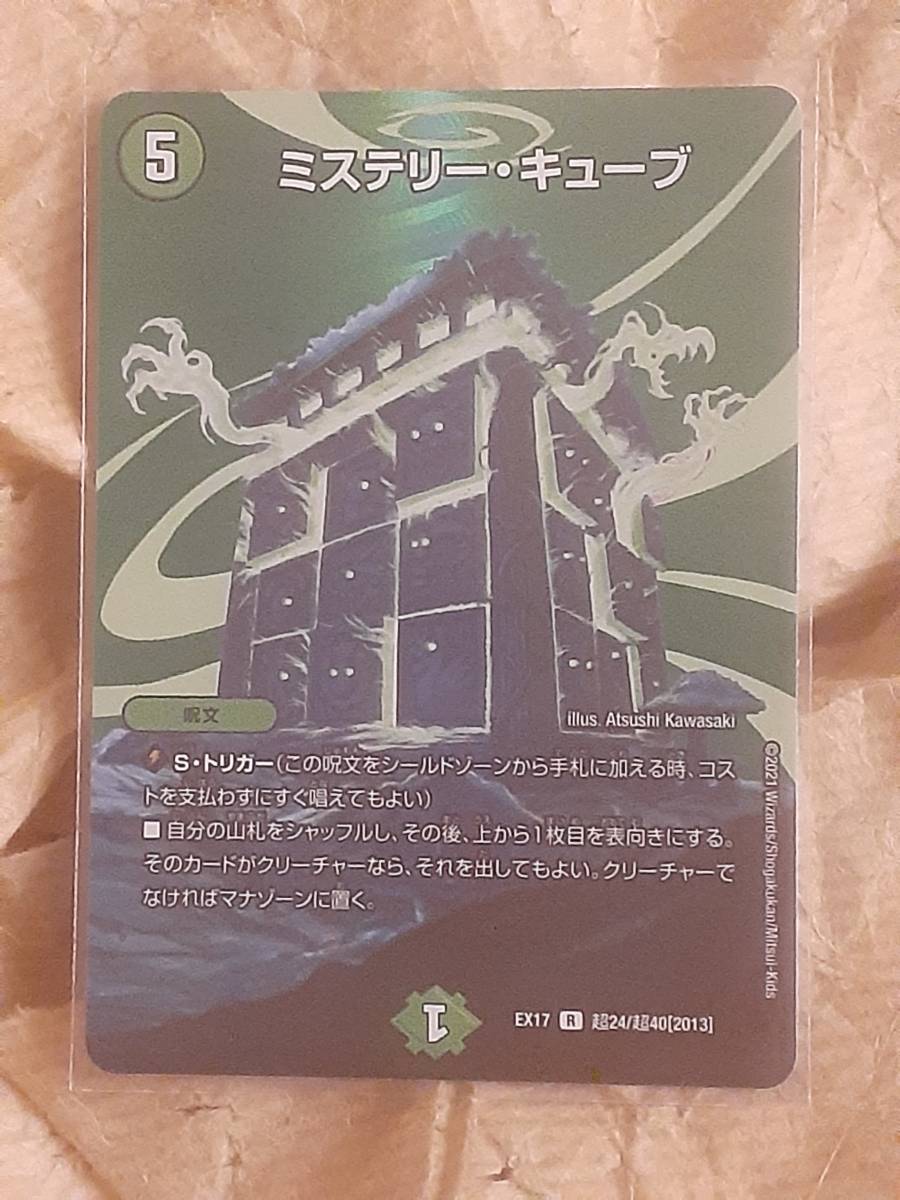 5
ミステリー・キューブ
呪文
illus. Atsushi Kawasaki
S・トリガー(この呪文をシールドゾーンから手札に加える時、コス
トを支払わずにすぐ唱えてもよい)
■自分の山札をシャッフルし、その後、上から1枚目を表向きにする。
そのカードがクリーチャーなら、それを出してもよい。クリーチャーで
なければマナゾーンに置く。
©2021 Wizards/Shogakukan/Mitsui-Kids
1
EX17 R 超24/超40[2013]